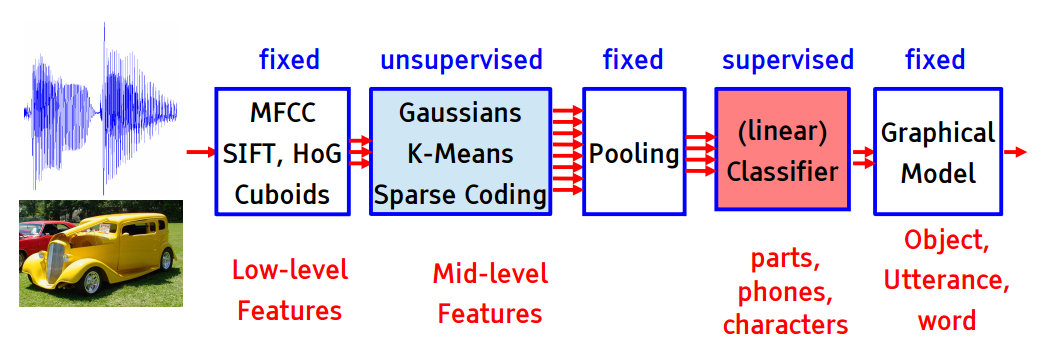 fixed
unsupervised
fixed
supervised
fixed
MFCC
SIFT, HoG
Cuboids
Gaussians
K-Means
Sparse Coding
Pooling
(linear)
Classifier
Graphical
Model
Low-level
Features
Mid-level
Features
parts,
phones,
characters
Object,
Utterance,
word